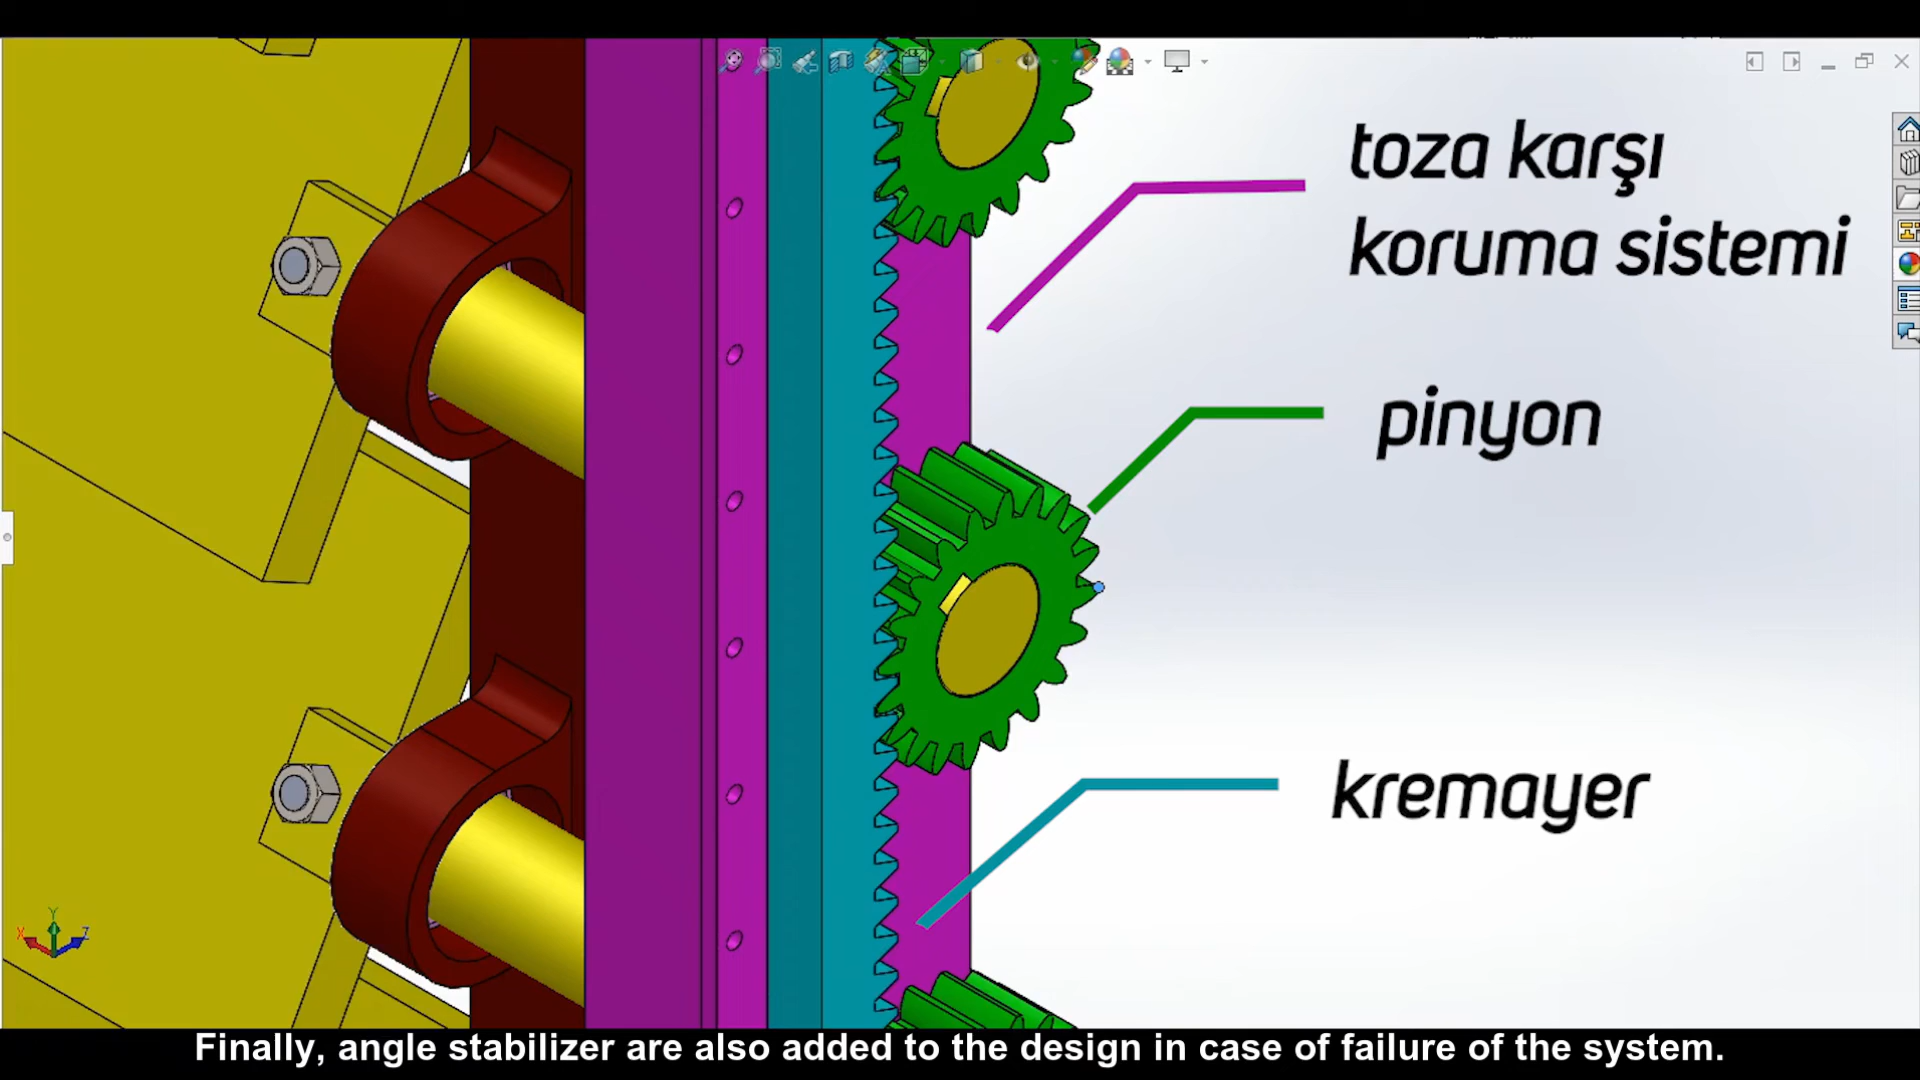 toza karşı
koruma sistemi
pinyon
kremayer
Y
X
Z
Finally, angle stabilizer are also added to the design in case of failure of the system.